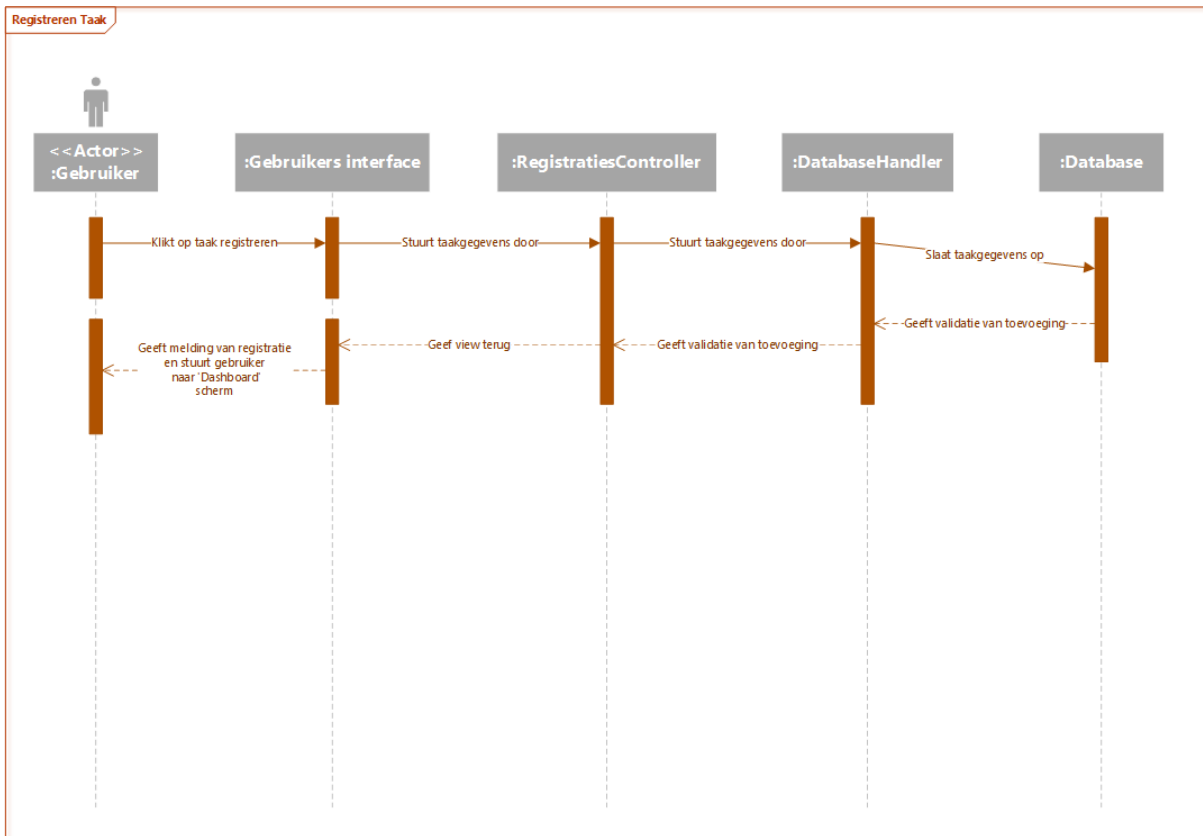 Registreren Taak
<<Actor>>
:Gebruiker
:Gebruikers interface
:RegistratiesController
:DatabaseHandler
:Database
Klikt op taak registreren
Stuurt taakgegevens door
Stuurt taakgegevens door
Slaat taakgegevens op
Geeft validatie van toevoeging
Geeft validatie van toevoeging
Geef view terug
Geeft melding van registratie
en stuurt gebruiker
naar 'Dashboard'
scherm